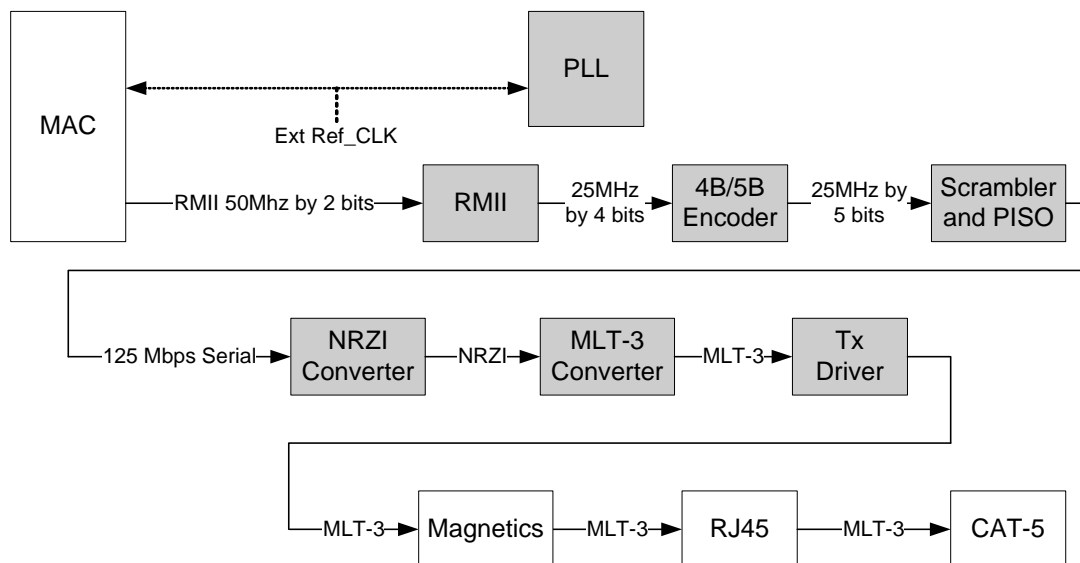 PLL
MAC
Ext Ref_CLK
RMII 50Mhz by 2 bits
RMII
25MHz
by 4 bits
4B/5B
Encoder
25MHz by
5 bits
Scrambler
and PISO
125 Mbps Serial
NRZI
Converter
NRZI
MLT-3
Converter
MLT-3
Tx
Driver
MLT-3
Magnetics
MLT-3
RJ45
MLT-3
CAT-5